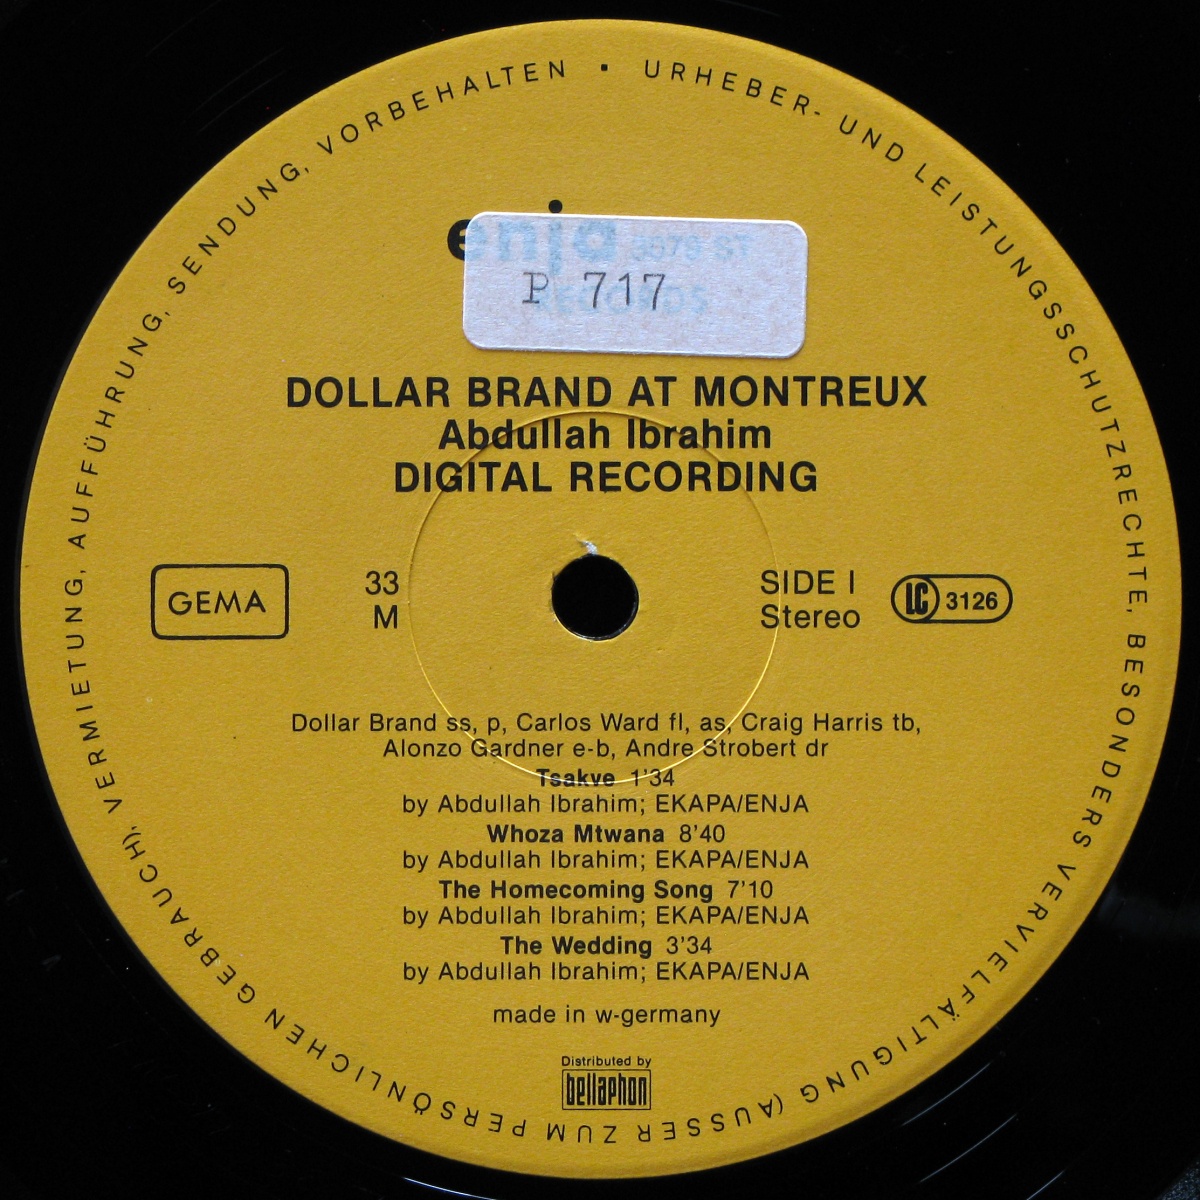 URHEBER- UND LEISTUNGSSCHUTZRECHTE, BESONDERS VERVIELFÄLTIGUNG (AUSSER ZUM PERSÖNLICHEN GEBRAUCH), VERMIETUNG, AUFFÜHRUNG, SENDUNG, VORBEHALTEN ·
enja 3079 ST
RECORDS
P 717
DOLLAR BRAND AT MONTREUX
Abdullah Ibrahim
DIGITAL RECORDING
GEMA
33
M
SIDE I
Stereo
LC 3126
Dollar Brand ss, p, Carlos Ward fl, as, Craig Harris tb,
Alonzo Gardner e-b, Andre Strobert dr
Tsakve 1'34
by Abdullah Ibrahim; EKAPA/ENJA
Whoza Mtwana 8'40
by Abdullah Ibrahim; EKAPA/ENJA
The Homecoming Song 7'10
by Abdullah Ibrahim; EKAPA/ENJA
The Wedding 3'34
by Abdullah Ibrahim; EKAPA/ENJA
made in w-germany
Distributed by
bellaphon